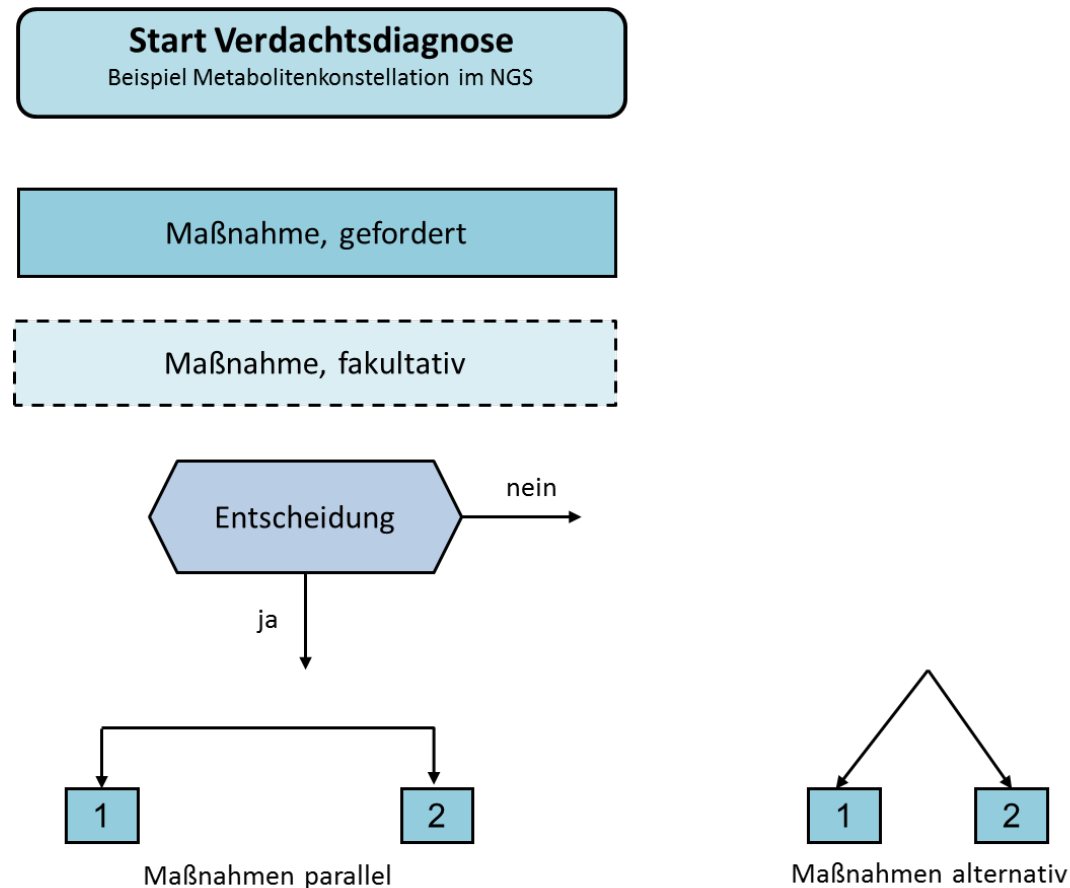 Start Verdachtsdiagnose
Beispiel Metabolitenkonstellation im NGS
Maßnahme, gefordert
Maßnahme, fakultativ
Entscheidung
nein
ja
1
2
Maßnahmen parallel
1
2
Maßnahmen alternativ